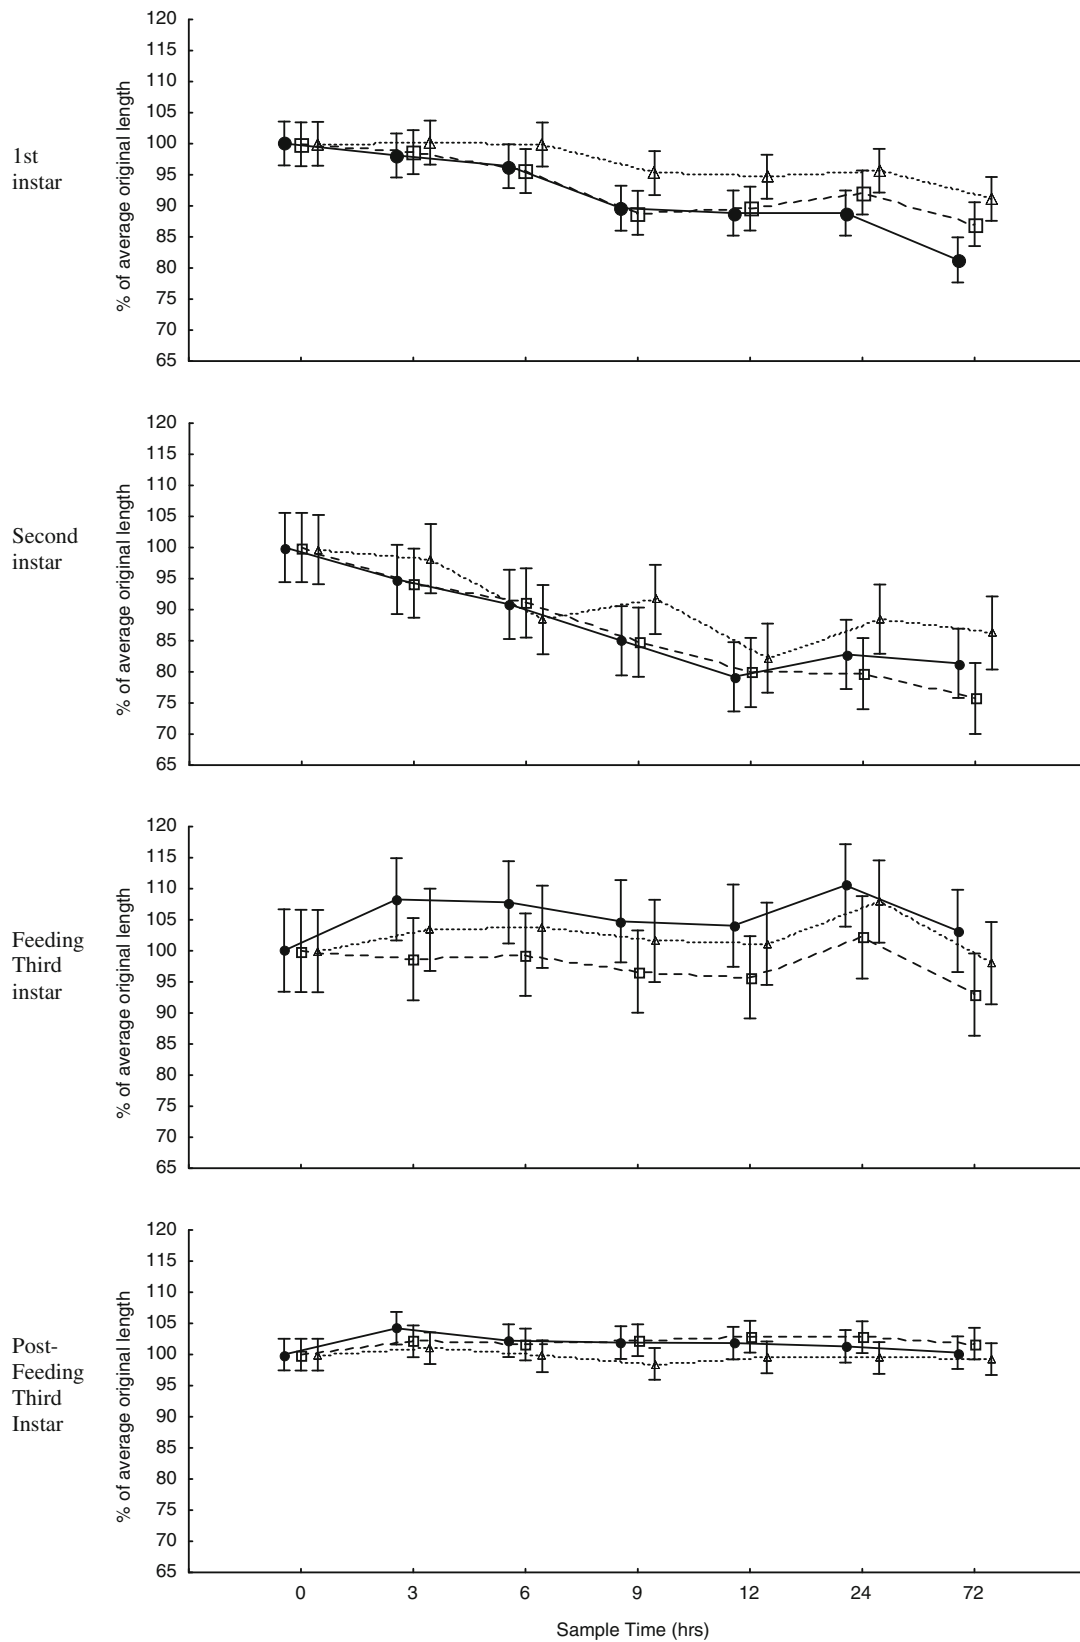 1st
instar
% of average original length
120
115
110
105
100
95
90
85
80
75
70
65
Second
instar
% of average original length
120
115
110
105
100
95
90
85
80
75
70
65
Feeding
Third
instar
% of average original length
120
115
110
105
100
95
90
85
80
75
70
65
Post-
Feeding
Third
Instar
% of average original length
120
115
110
105
100
95
90
85
80
75
70
65
0 3 6 9 12 24 72
Sample Time (hrs)